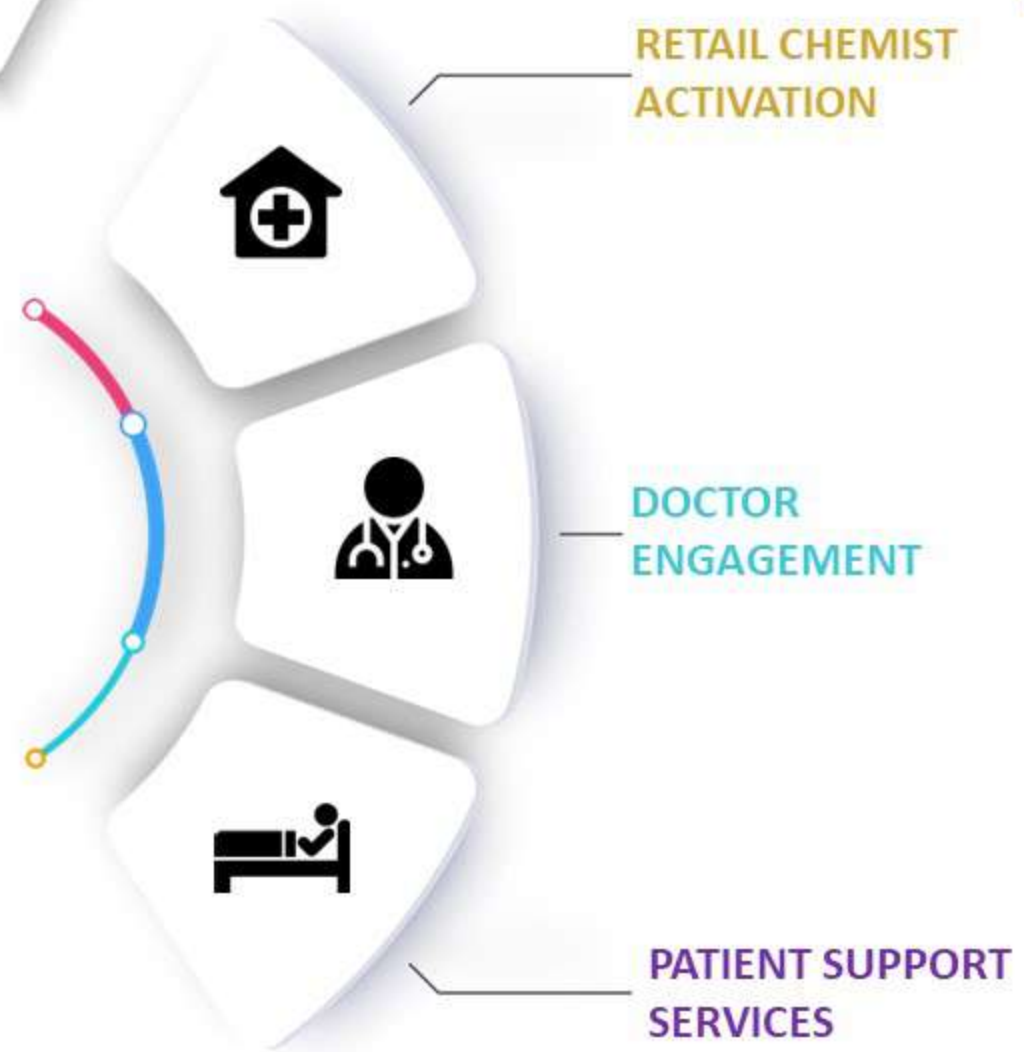 RETAIL CHEMIST
ACTIVATION
DOCTOR
ENGAGEMENT
PATIENT SUPPORT
SERVICES